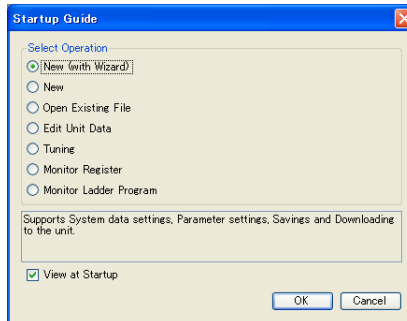 Startup Guide
Select Operation
New (with Wizard)
New
Open Existing File
Edit Unit Data
Tuning
Monitor Register
Monitor Ladder Program
Supports System data settings, Parameter settings, Savings and Downloading
to the unit.
View at Startup
OK Cancel